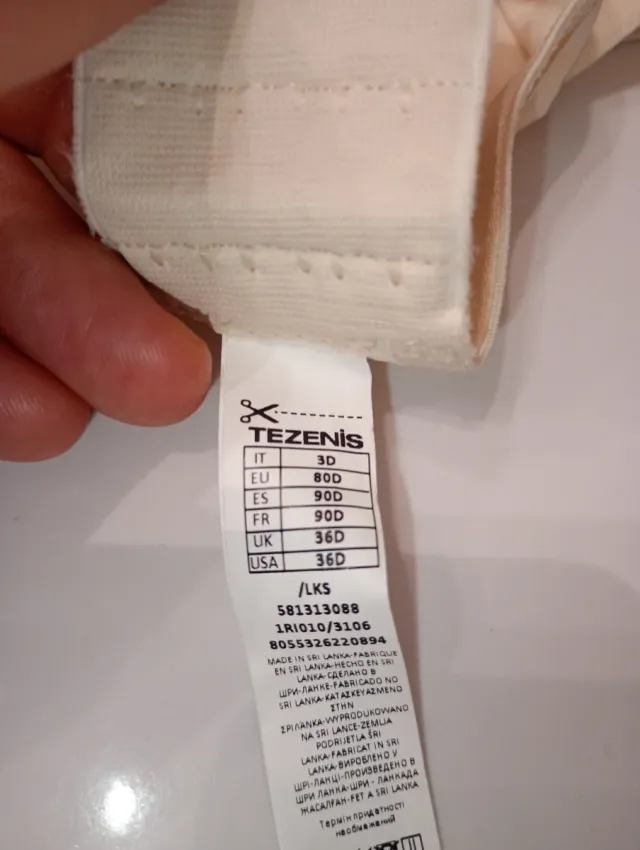 TEZENIS
IT 3D
EU 80D
ES 90D
FR 90D
UK 36D
USA 36D
/LKS
581313088
1RI010/3106
8055326220894
MADE IN SRI LANKA-FABRIQUE
EN SRI LANKA-HECHO EN SRI
LANKA-СДЕЛАНО В
ШРИ-ЛАНКЕ-FABRICADO NO
SRI LANKA-ΚΑΤΑΣΚΕΥΑΣΜΕΝΟ
ΣΤΗΝ
ΣΡΙ ΛΑΝΚΑ-WYPRODUKOWANO
NA SRI LANCE-ZEMLJA
PODRIJETLA ŠRI
LANKA-FABRICAT IN SRI
LANKA-ВИРОБЛЕНО У
ШРІ-ЛАНЦІ-ПРОИЗВЕДЕНО В
ШРИ ЛАНКА-ШРИ - ЛАНКАДА
ЖАСАЛҒАН-FET A SRI LANKA
Термін придатності
необмежений